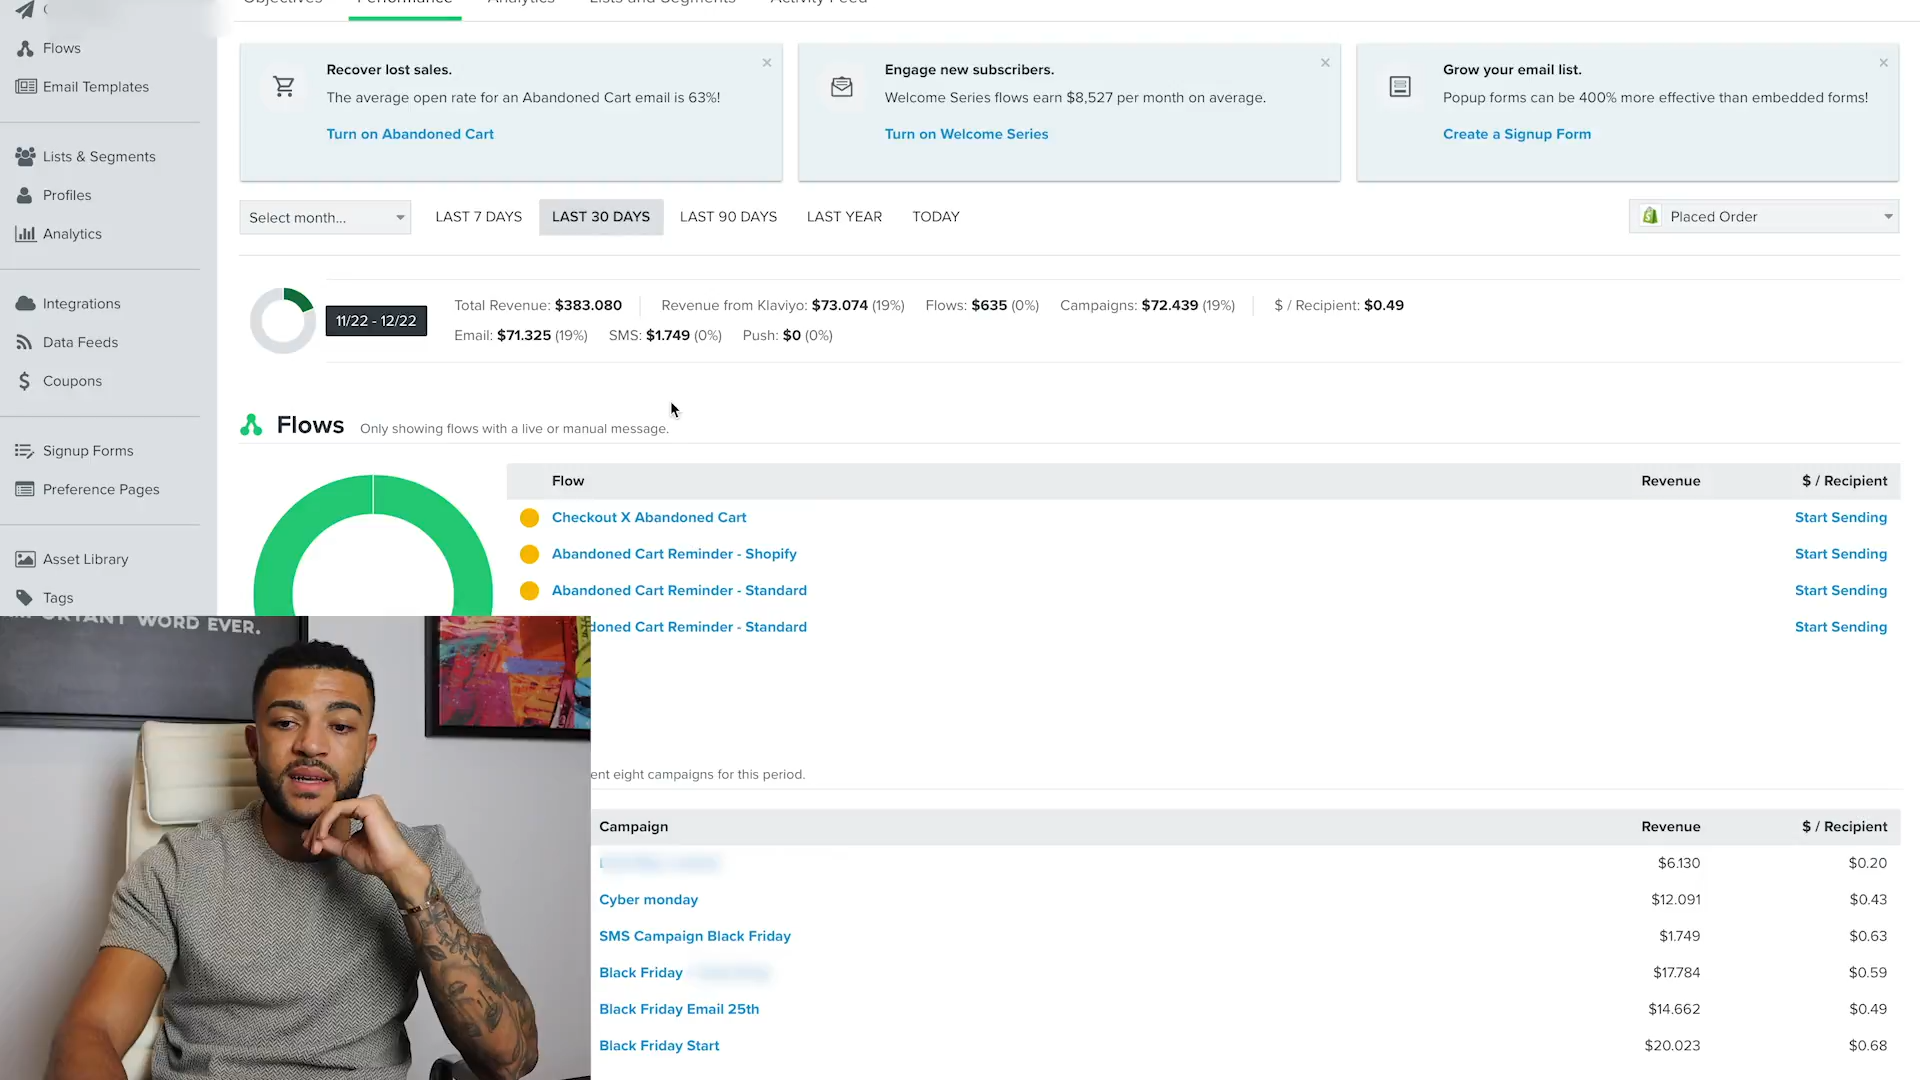 Objectives Performance Analytics Lists and Segments Activity Feed
Flows
Email Templates
Lists & Segments
Profiles
Analytics
Integrations
Data Feeds
Coupons
Signup Forms
Preference Pages
Asset Library
Tags
Recover lost sales.
The average open rate for an Abandoned Cart email is 63%!
Turn on Abandoned Cart
Engage new subscribers.
Welcome Series flows earn $8,527 per month on average.
Turn on Welcome Series
Grow your email list.
Popup forms can be 400% more effective than embedded forms!
Create a Signup Form
Select month... LAST 7 DAYS LAST 30 DAYS LAST 90 DAYS LAST YEAR TODAY Placed Order
11/22 - 12/22
Total Revenue: $383.080 Revenue from Klaviyo: $73.074 (19%) Flows: $635 (0%) Campaigns: $72.439 (19%) $ / Recipient: $0.49
Email: $71.325 (19%) SMS: $1.749 (0%) Push: $0 (0%)
Flows Only showing flows with a live or manual message.
Flow Revenue $ / Recipient
Checkout X Abandoned Cart Start Sending
Abandoned Cart Reminder - Shopify Start Sending
Abandoned Cart Reminder - Standard Start Sending
doned Cart Reminder - Standard Start Sending
WORD EVER.
ent eight campaigns for this period.
Campaign Revenue $ / Recipient
$6.130 $0.20
Cyber monday $12.091 $0.43
SMS Campaign Black Friday $1.749 $0.63
Black Friday $17.784 $0.59
Black Friday Email 25th $14.662 $0.49
Black Friday Start $20.023 $0.68